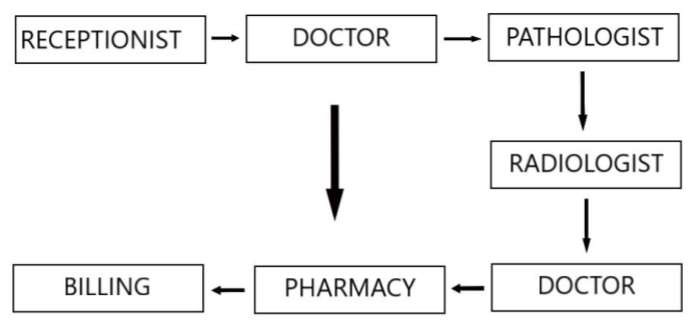 RECEPTIONIST
DOCTOR
PATHOLOGIST
RADIOLOGIST
DOCTOR
PHARMACY
BILLING